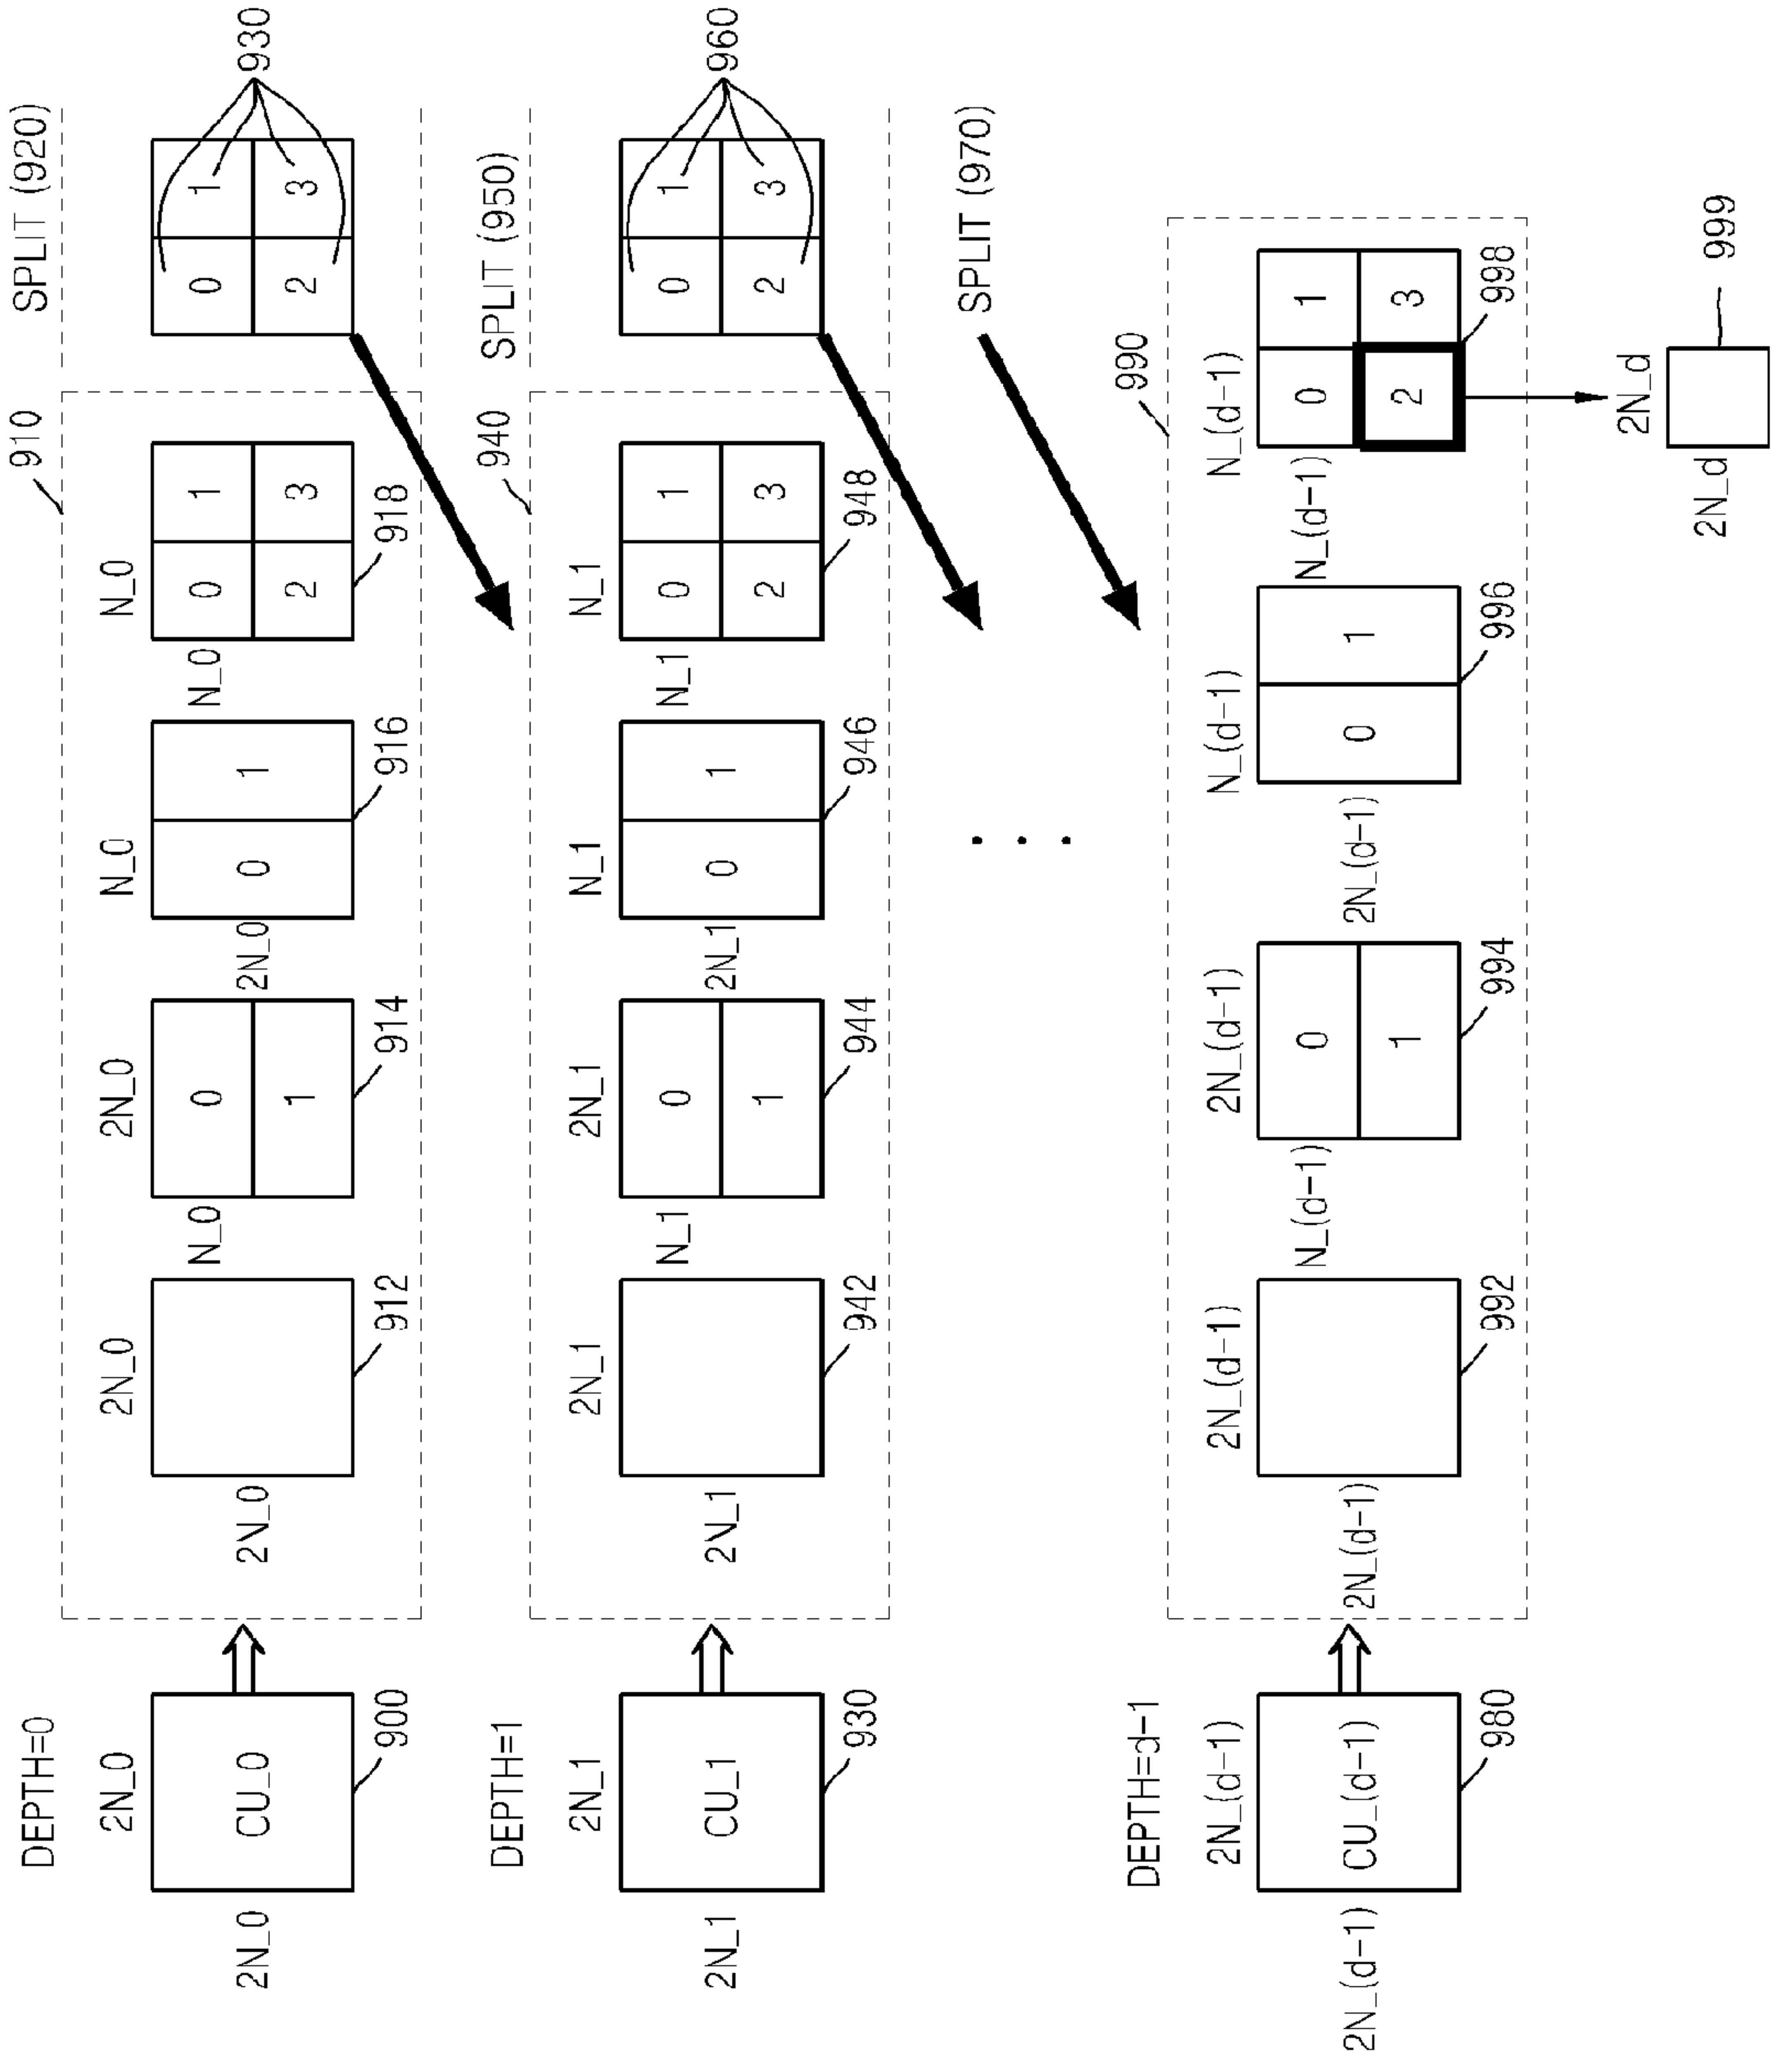 DEPTH=0
910
SPLIT (920)
2N_0
2N_0
2N_0
N_0
N_0
2N_0
CU_0
2N_0
N_0
0
1
2N_0
0
1
N_0
0
1
2
3
0
1
2
3
930
900
912
914
916
918
DEPTH=1
940
SPLIT (950)
2N_1
2N_1
2N_1
N_1
N_1
2N_1
CU_1
2N_1
N_1
0
1
2N_1
0
1
N_1
0
1
2
3
0
1
2
3
960
930
942
944
946
948
SPLIT (970)
DEPTH=d-1
990
2N_(d-1)
2N_(d-1)
2N_(d-1)
N_(d-1)
N_(d-1)
2N_(d-1)
CU_(d-1)
2N_(d-1)
N_(d-1)
0
1
2N_(d-1)
0
1
N_(d-1)
0
1
2
3
980
992
994
996
998
2N_d
2N_d
999